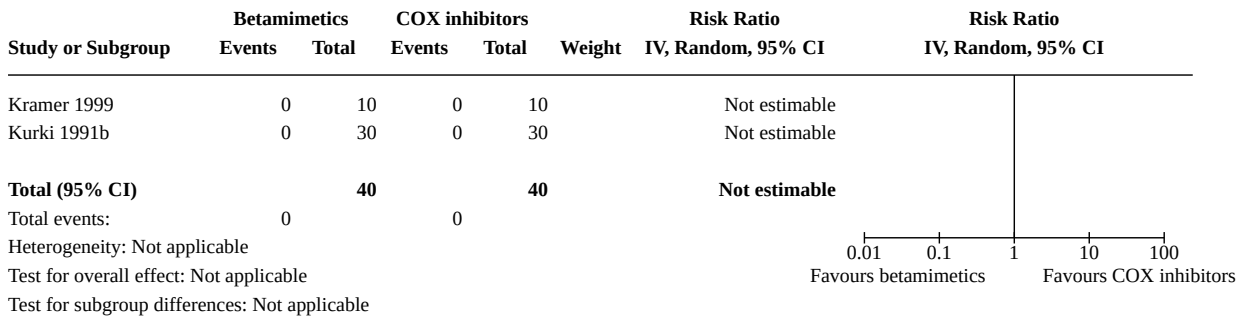 Betamimetics COX inhibitors Risk Ratio Risk Ratio
Study or Subgroup Events Total Events Total Weight IV, Random, 95% CI IV, Random, 95% CI
Kramer 1999 0 10 0 10 Not estimable
Kurki 1991b 0 30 0 30 Not estimable
Total (95% CI) 40 40 Not estimable
Total events: 0 0
Heterogeneity: Not applicable
0.01 0.1 1 10 100
Test for overall effect: Not applicable
Favours betamimetics Favours COX inhibitors
Test for subgroup differences: Not applicable